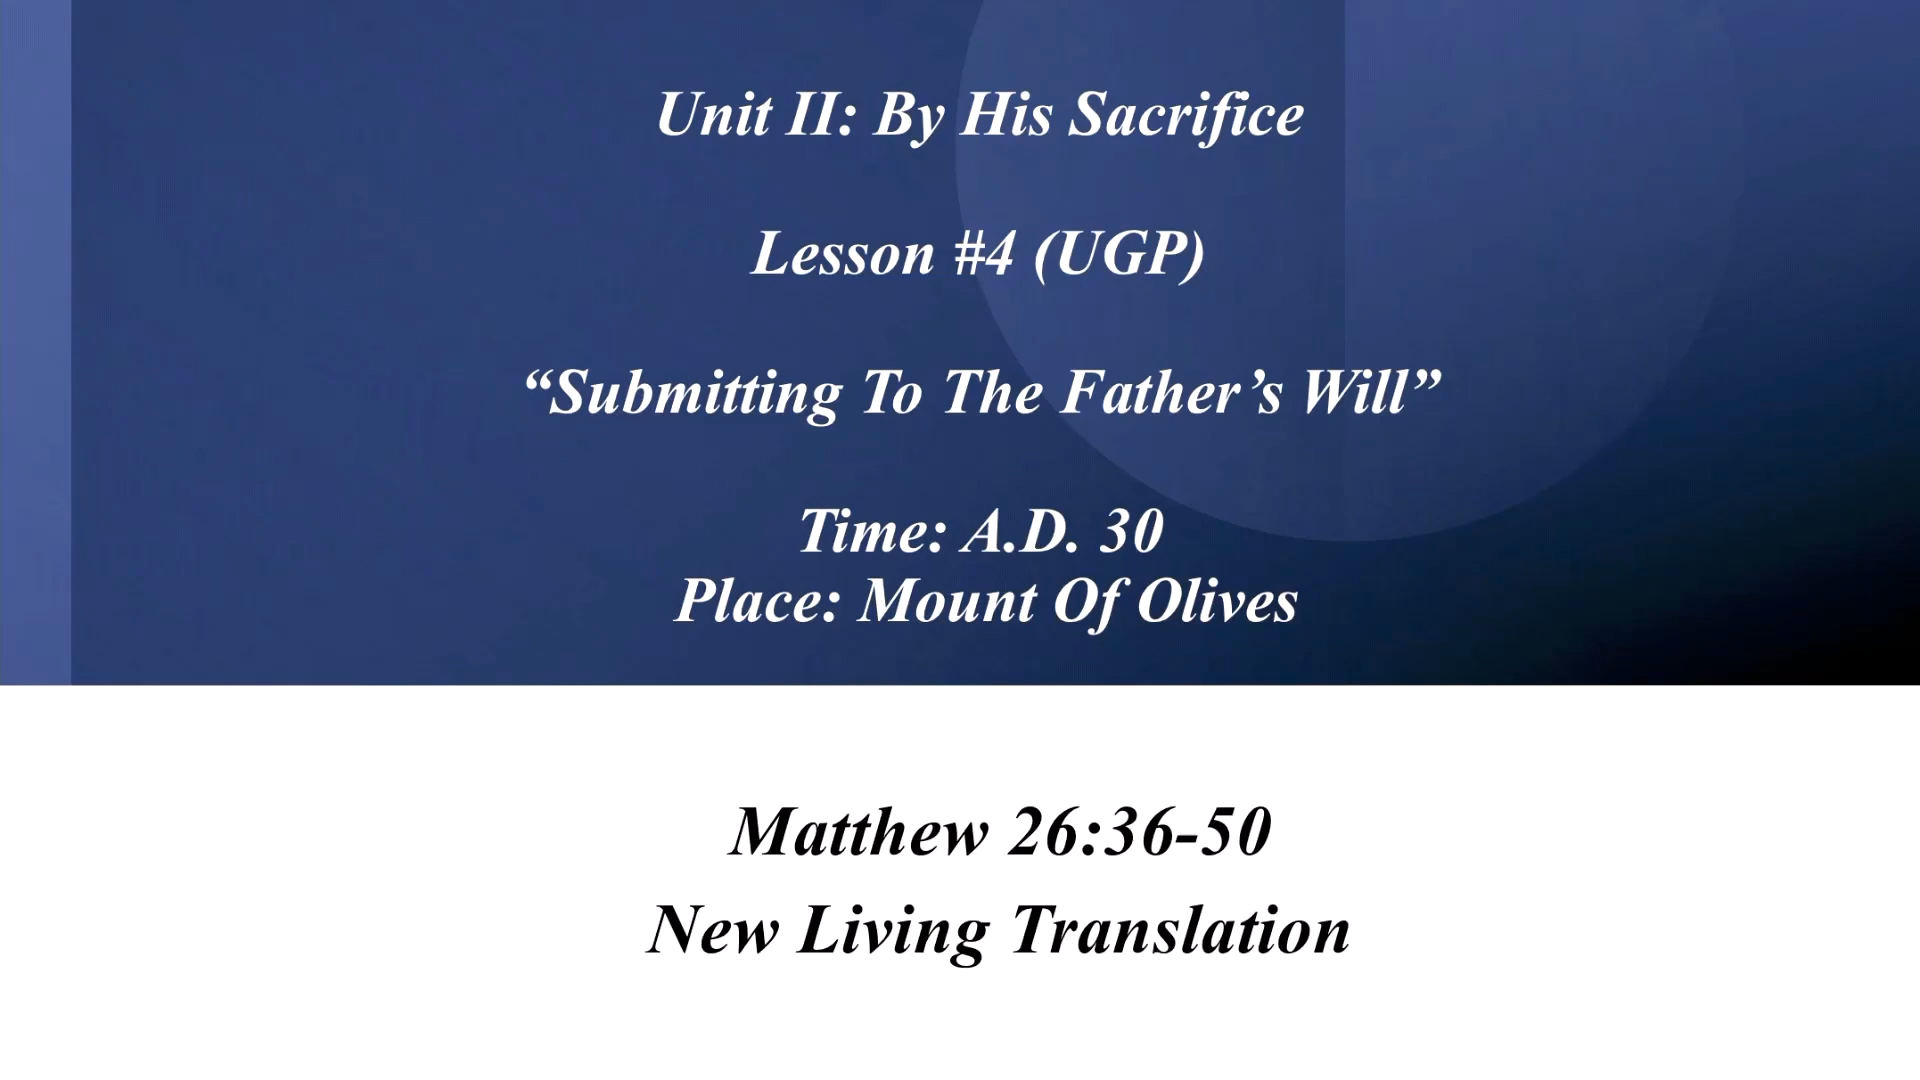 Unit II: By His Sacrifice
Lesson #4 (UGP)
“Submitting To The Father’s Will”
Time: A.D. 30
Place: Mount Of Olives
Matthew 26:36-50
New Living Translation